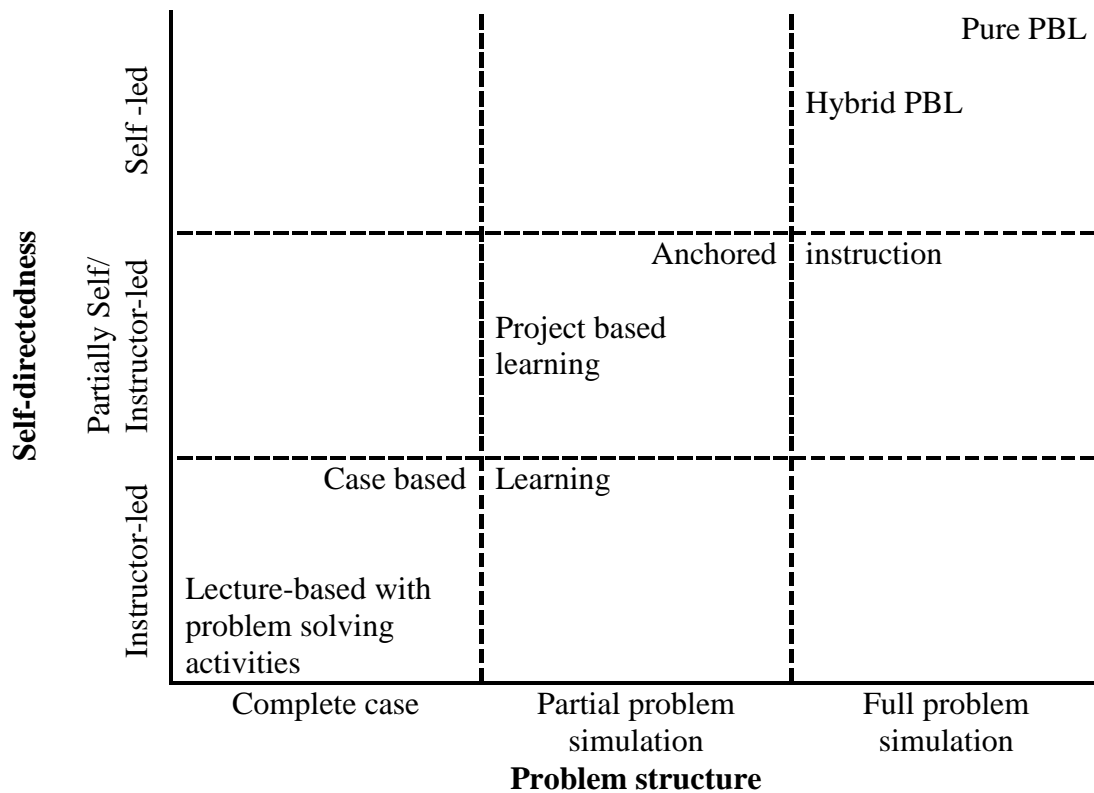 Pure PBL
Hybrid PBL
Self -led
Anchored instruction
Self-directedness
Partially Self/
Instructor-led
Project based
learning
Case based Learning
Instructor-led
Lecture-based with
problem solving
activities
Complete case
Partial problem
simulation
Full problem
simulation
Problem structure